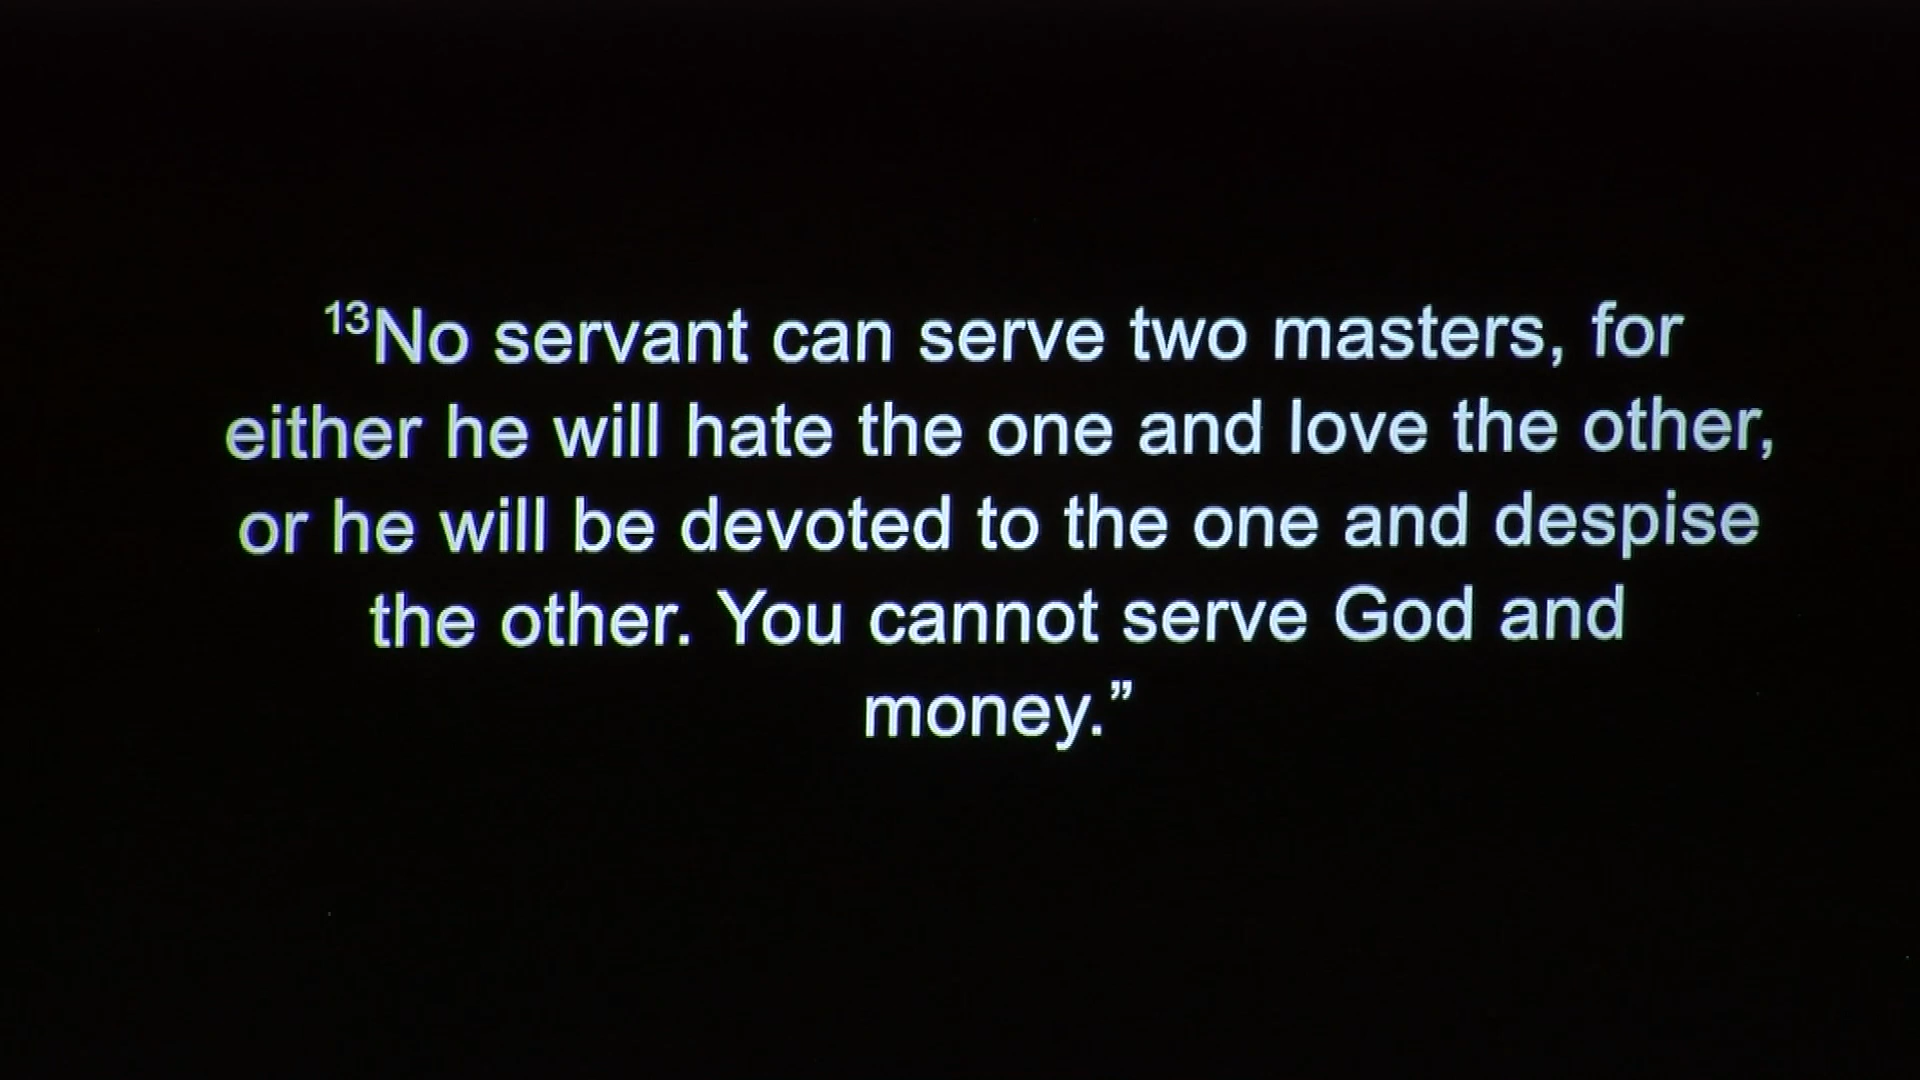 ¹³No servant can serve two masters, for
either he will hate the one and love the other,
or he will be devoted to the one and despise
the other. You cannot serve God and
money.”